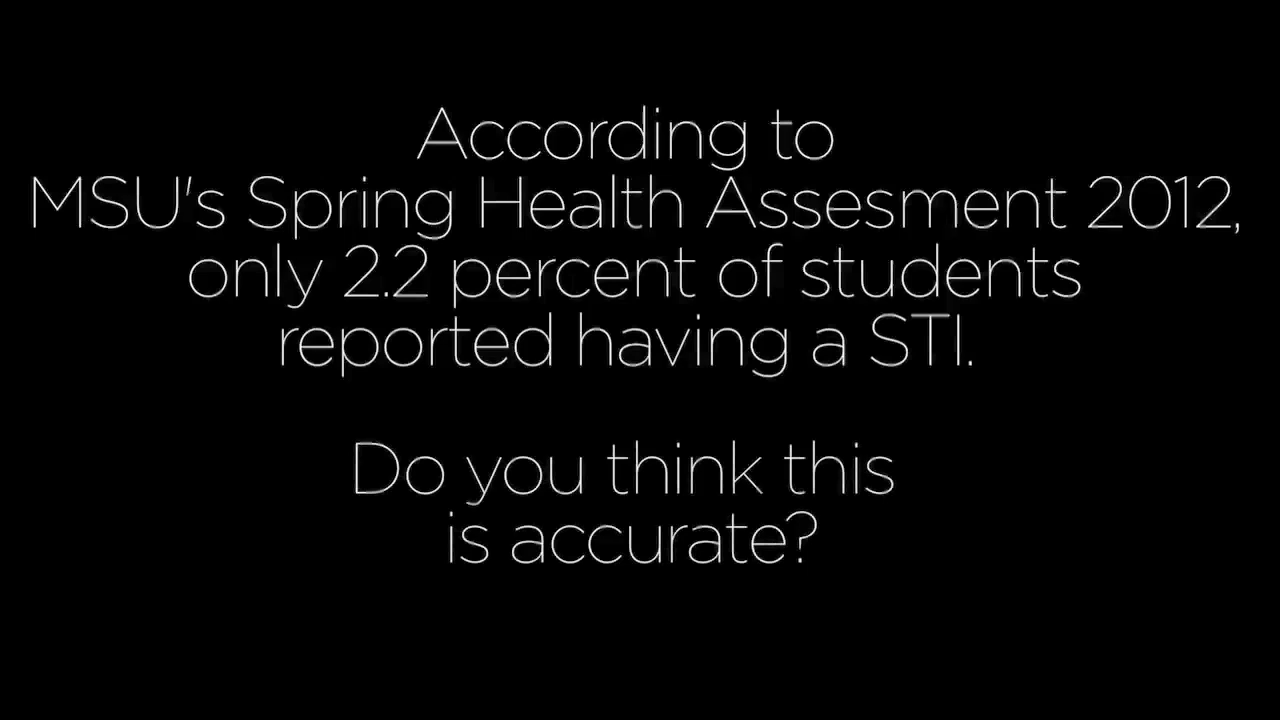 According to
MSU's Spring Health Assesment 2012,
only 2.2 percent of students
reported having a STI.
Do you think this
is accurate?